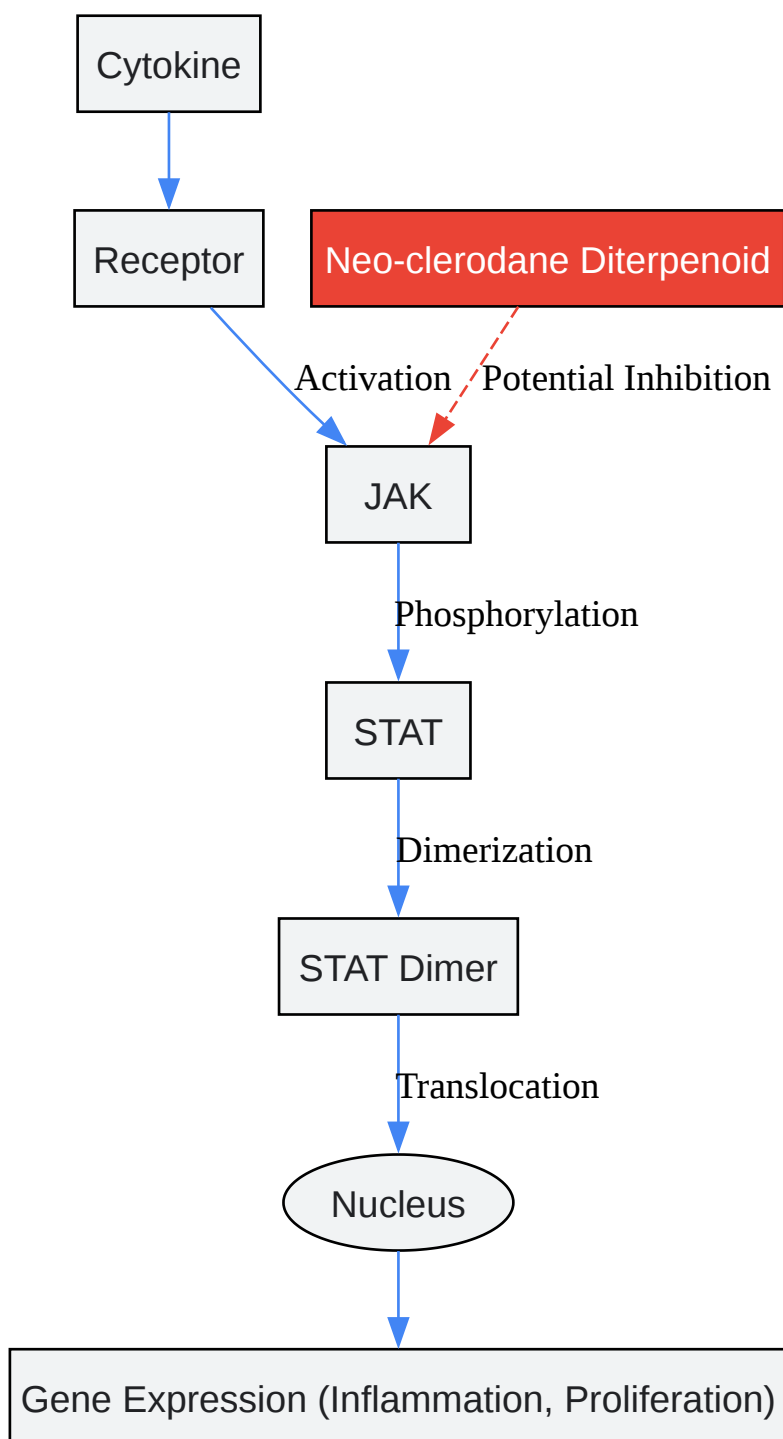 Cytokine
Receptor
Neo-clerodane Diterpenoid
Activation
Potential Inhibition
JAK
Phosphorylation
STAT
Dimerization
STAT Dimer
Translocation
Nucleus
Gene Expression (Inflammation, Proliferation)